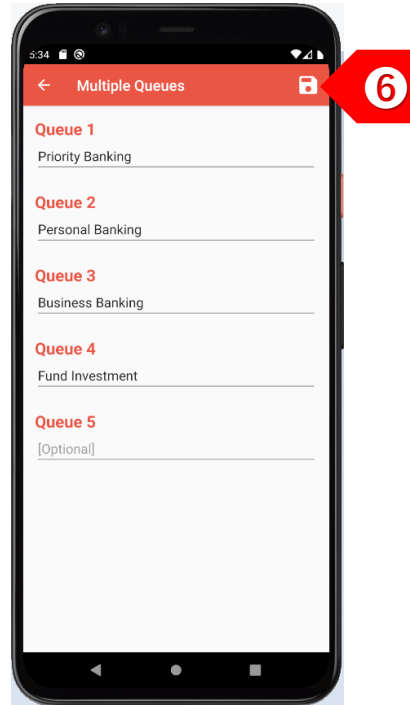 5:34
Multiple Queues
6
Queue 1
Priority Banking
Queue 2
Personal Banking
Queue 3
Business Banking
Queue 4
Fund Investment
Queue 5
[Optional]